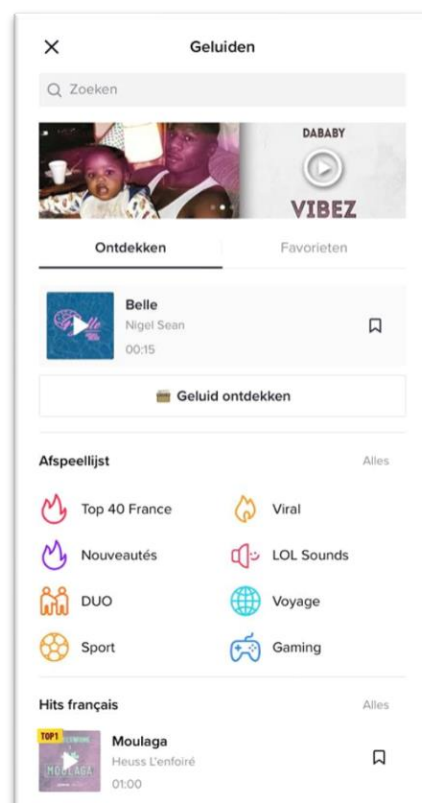 Geluiden
Zoeken
DABABY
VIBEZ
Ontdekken Favorieten
Belle
Belle
Nigel Sean
00:15
Geluid ontdekken
Afspeellijst Alles
Top 40 France Viral
Nouveautés LOL Sounds
DUO Voyage
Sport Gaming
Hits français Alles
TOP1
MOULAGA
Moulaga
Heuss L'enfoiré
01:00